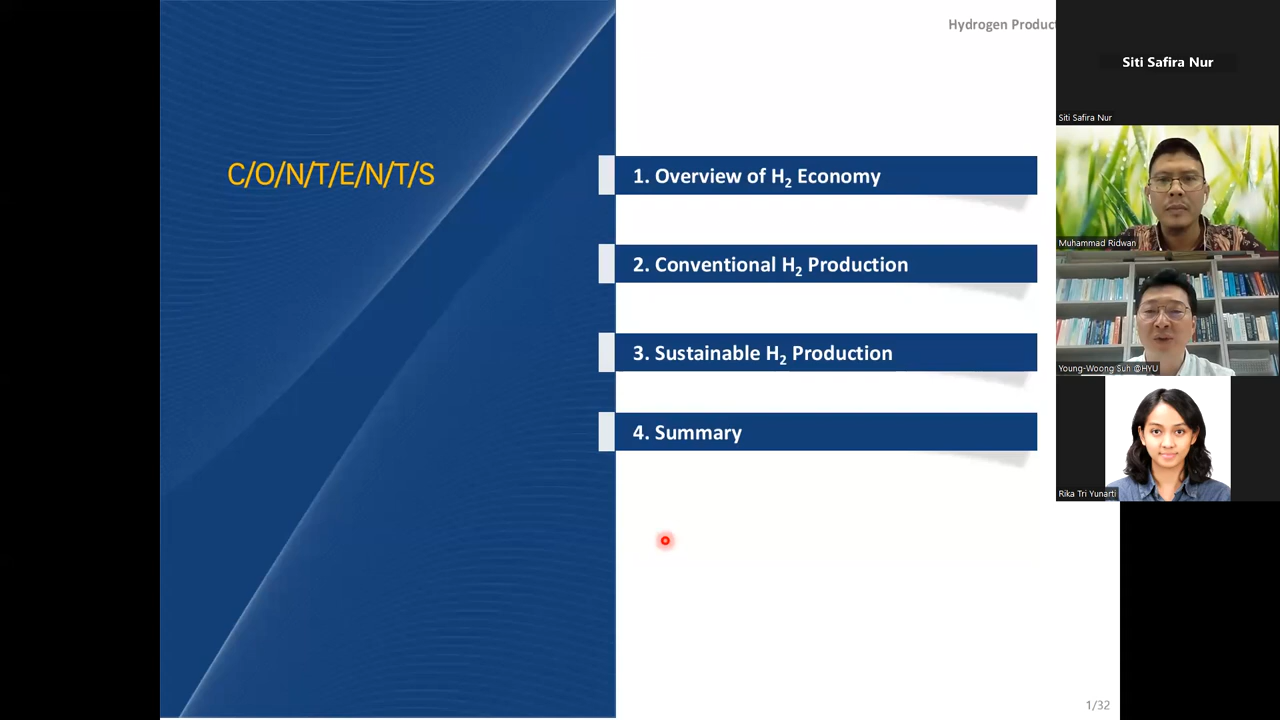 Hydrogen Produc
C/O/N/T/E/N/T/S
1. Overview of H₂ Economy
2. Conventional H₂ Production
3. Sustainable H₂ Production
4. Summary
1/32
Siti Safira Nur
Siti Safira Nur
Muhammad Ridwan
Young-Woong Suh @HYU
Rika Tri Yunarti